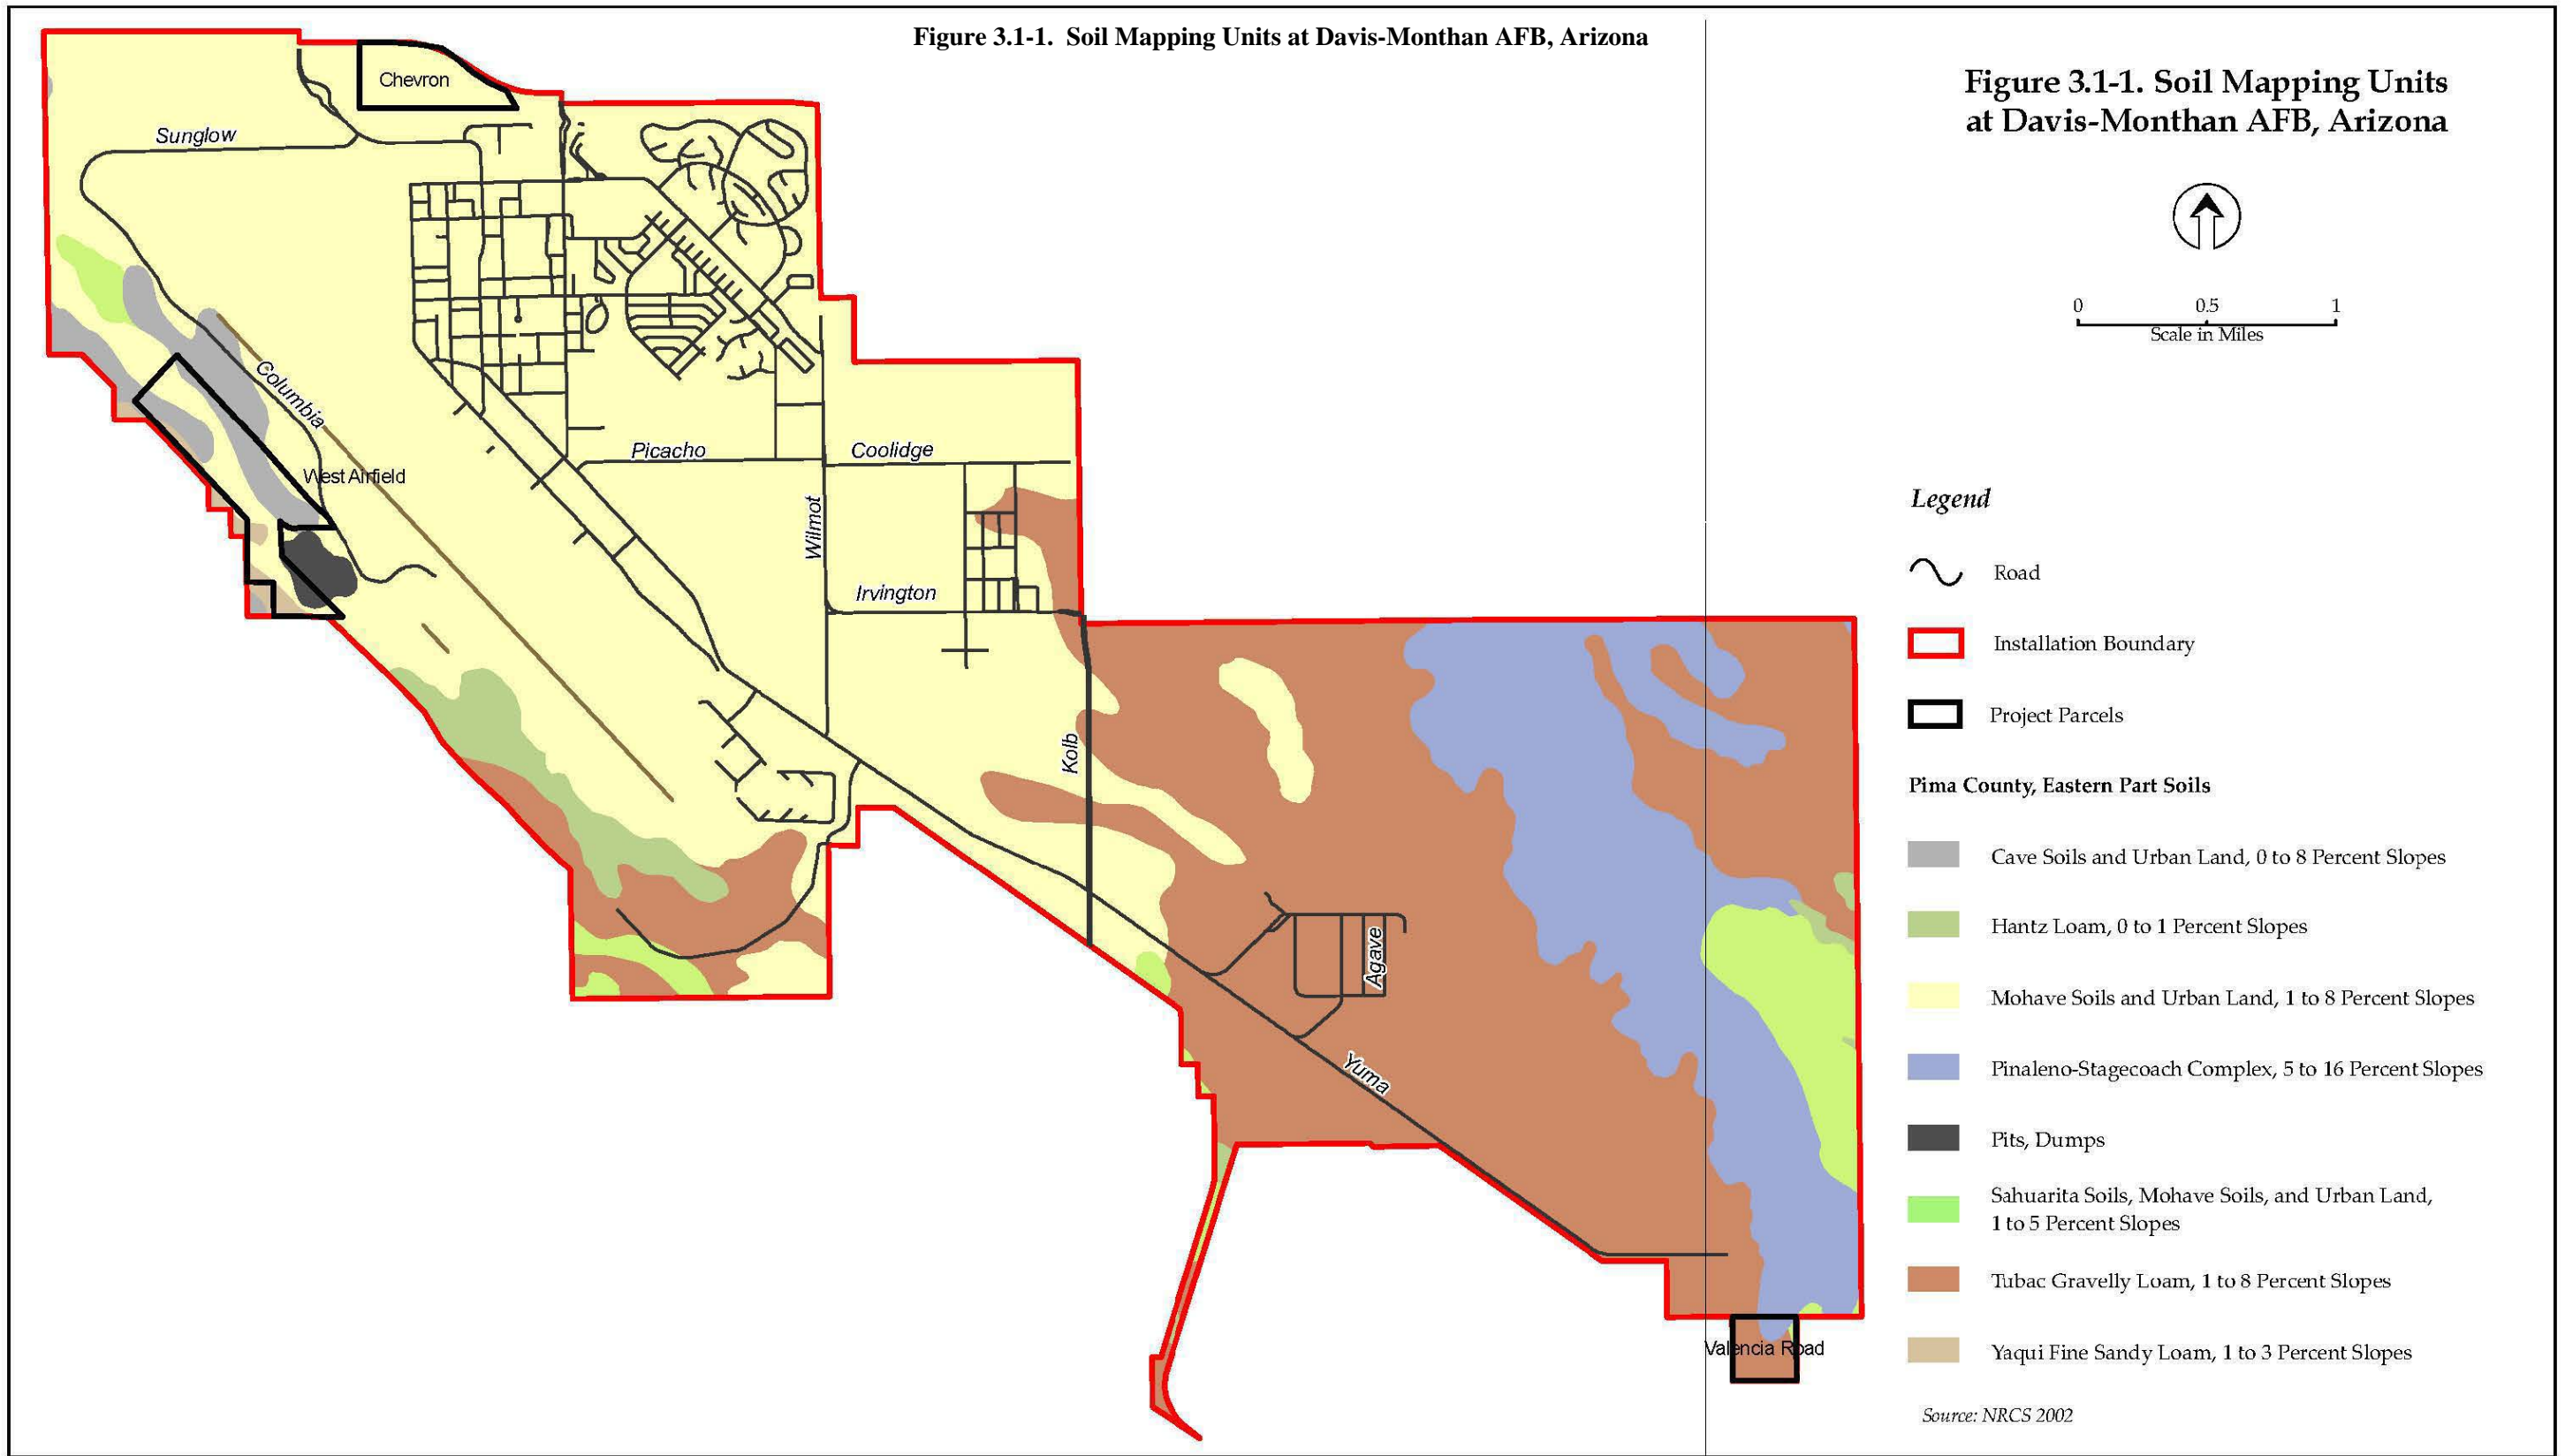 Figure 3.1-1. Soil Mapping Units at Davis-Monthan AFB, Arizona
Figure 3.1-1. Soil Mapping Units
at Davis-Monthan AFB, Arizona
0 0.5 1
Scale in Miles
Chevron
Sunglow
Columbia
West Airfield
Picacho
Coolidge
Wilmot
Irvington
Kolb
Agave
Yuma
Valencia Road
Legend
Road
Installation Boundary
Project Parcels
Pima County, Eastern Part Soils
Cave Soils and Urban Land, 0 to 8 Percent Slopes
Hantz Loam, 0 to 1 Percent Slopes
Mohave Soils and Urban Land, 1 to 8 Percent Slopes
Pinaleno-Stagecoach Complex, 5 to 16 Percent Slopes
Pits, Dumps
Sahuarita Soils, Mohave Soils, and Urban Land,
1 to 5 Percent Slopes
Tubac Gravelly Loam, 1 to 8 Percent Slopes
Yaqui Fine Sandy Loam, 1 to 3 Percent Slopes
Source: NRCS 2002